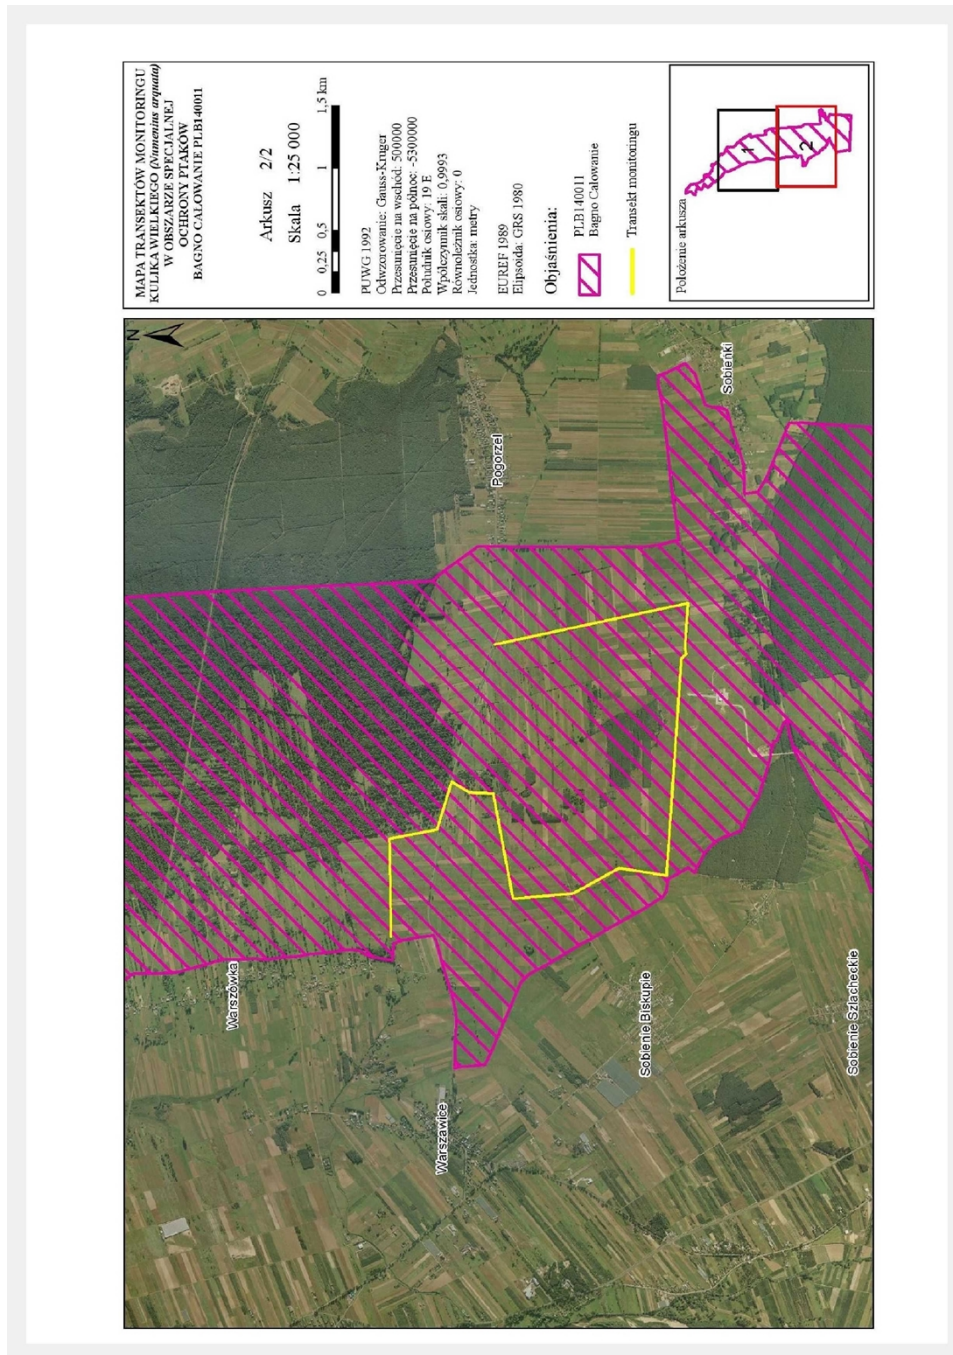 MAPA TRANSEKTÓW MONITORINGU
KULIKA WIELKIEGO (Numenius arquata)
W OBSZARZE SPECJALNEJ
OCHRONY PTAKÓW
BAGNO CAŁOWANIE PLB140011
Arkusz 2/2
Skala 1:25 000
0 0,25 0,5 1 1,5 km
PUWG 1992
Odwzorowanie: Gauss-Kruger
Przesunięcie na wschód: 500000
Przesunięcie na północ: -5300000
Południk osiowy: 19 E
Wpółczynnik skali: 0,9993
Równoleżnik osiowy: 0
Jednostka: metry
EUREF 1989
Elipsoida: GRS 1980
Objaśnienia:
PLB140011
Bagno Całowanie
Transekt monitoringu
Położenie arkusza
1
2
N
Pogorzel
Sobieńki
Warszówka
Warszawice
Sobienie Biskupie
Sobienie Szlacheckie